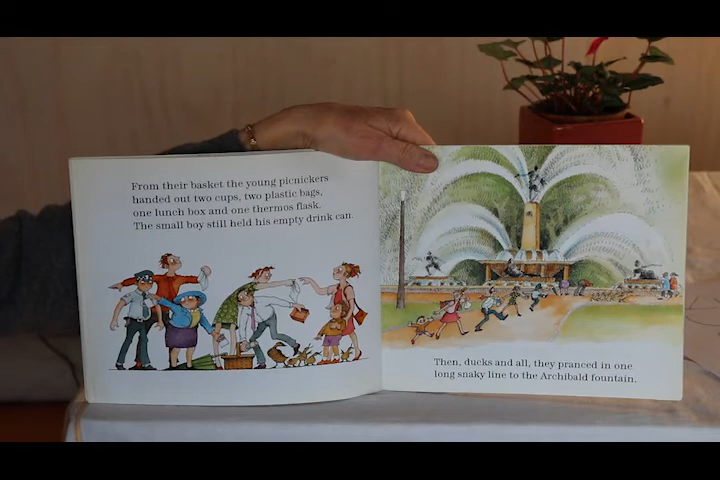 From their basket the young picnickers
handed out two cups, two plastic bags,
one lunch box and one thermos flask.
The small boy still held his empty drink can.
Then, ducks and all, they pranced in one
long snaky line to the Archibald fountain.